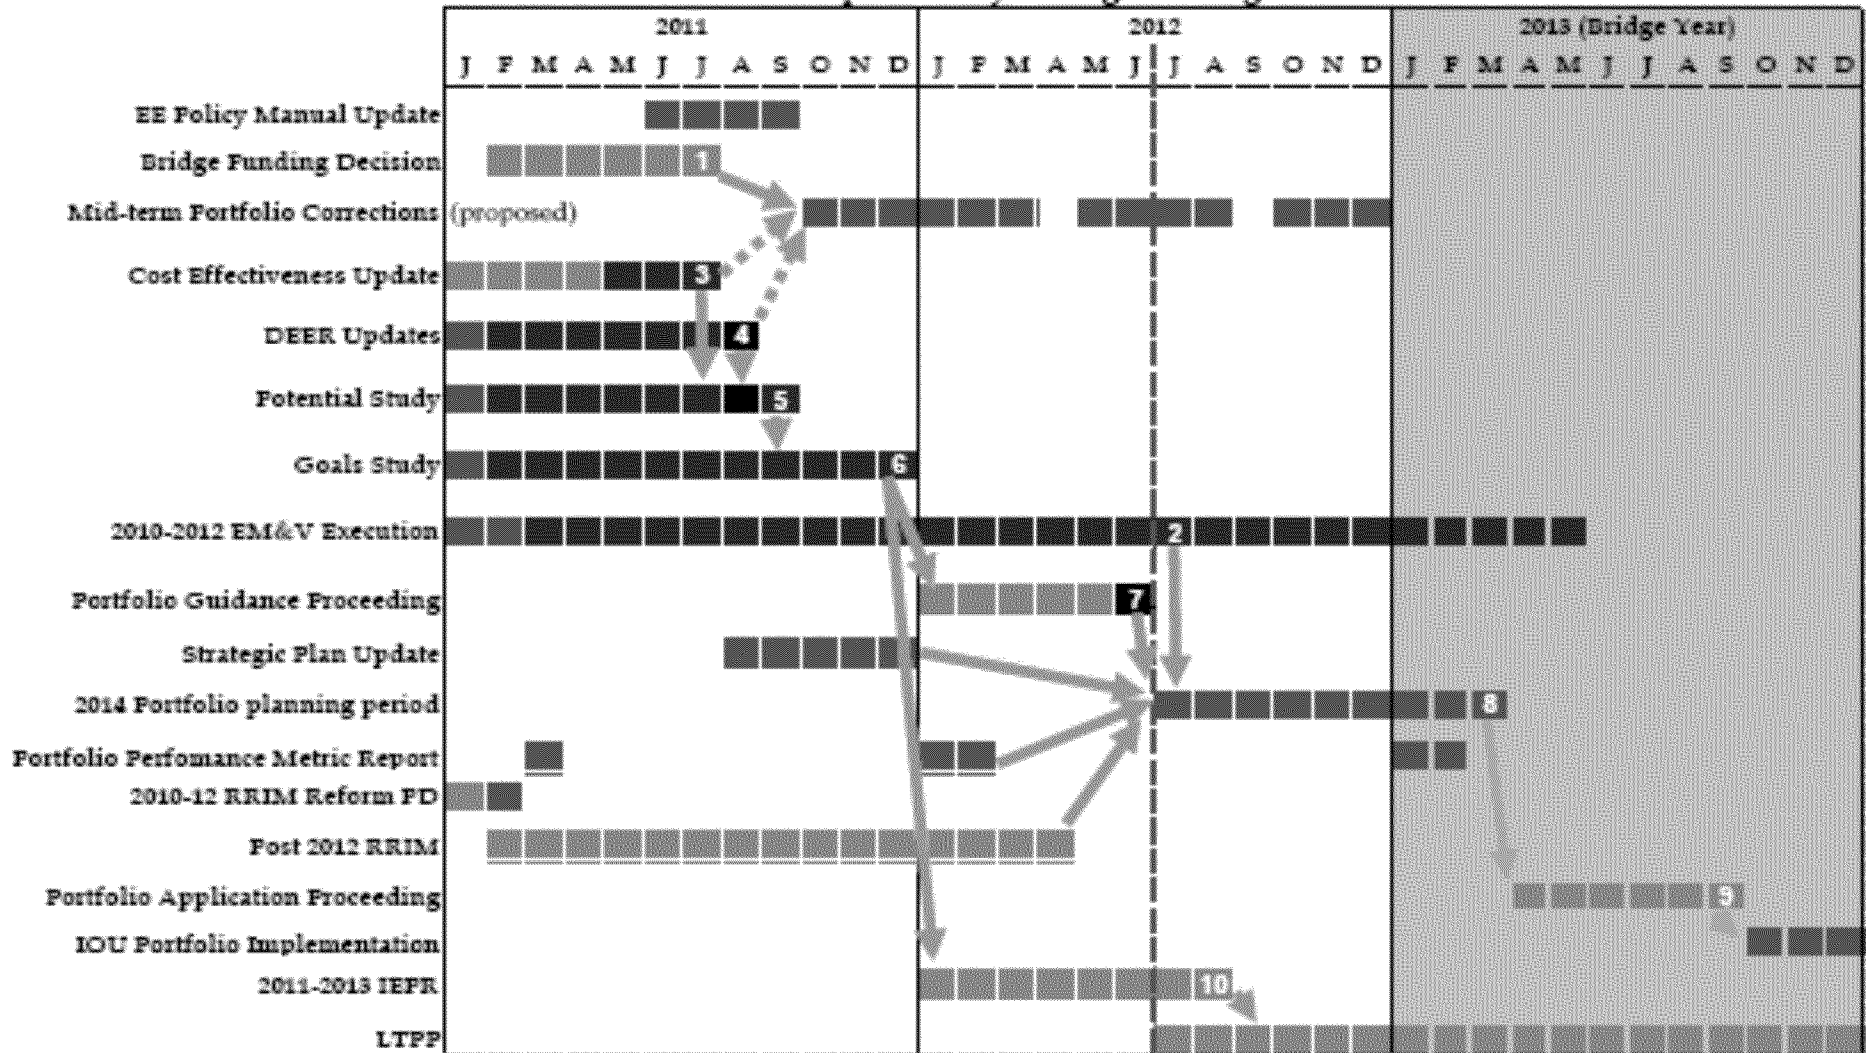 2011 2012 2013 (Bridge Year)
J F M A M J J A S O N D J F M A M J J A S O N D J F M A M J J A S O N D
EE Policy Manual Update
Bridge Funding Decision 1
Mid-term Portfolio Corrections (proposed)
Cost Effectiveness Update 3
DEER Updates 4
Potential Study 5
Goals Study 6
2010-2012 EM&V Execution 2
Portfolio Guidance Proceeding 7
Strategic Plan Update
2014 Portfolio planning period 8
Portfolio Perfomance Metric Report
2010-12 RRIM Reform PD
Post 2012 RRIM
Portfolio Application Proceeding 9
IOU Portfolio Implementation
2011-2013 IEPR 10
LTPP